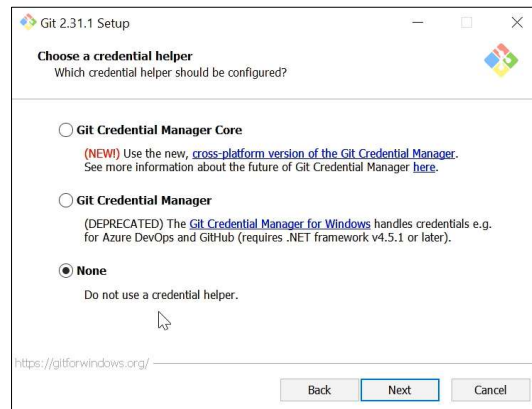 Git 2.31.1 Setup
Choose a credential helper
Which credential helper should be configured?
Git Credential Manager Core
(NEW!) Use the new, cross-platform version of the Git Credential Manager.
See more information about the future of Git Credential Manager here.
Git Credential Manager
(DEPRECATED) The Git Credential Manager for Windows handles credentials e.g.
for Azure DevOps and GitHub (requires .NET framework v4.5.1 or later).
None
Do not use a credential helper.
https://gitforwindows.org/
Back Next Cancel